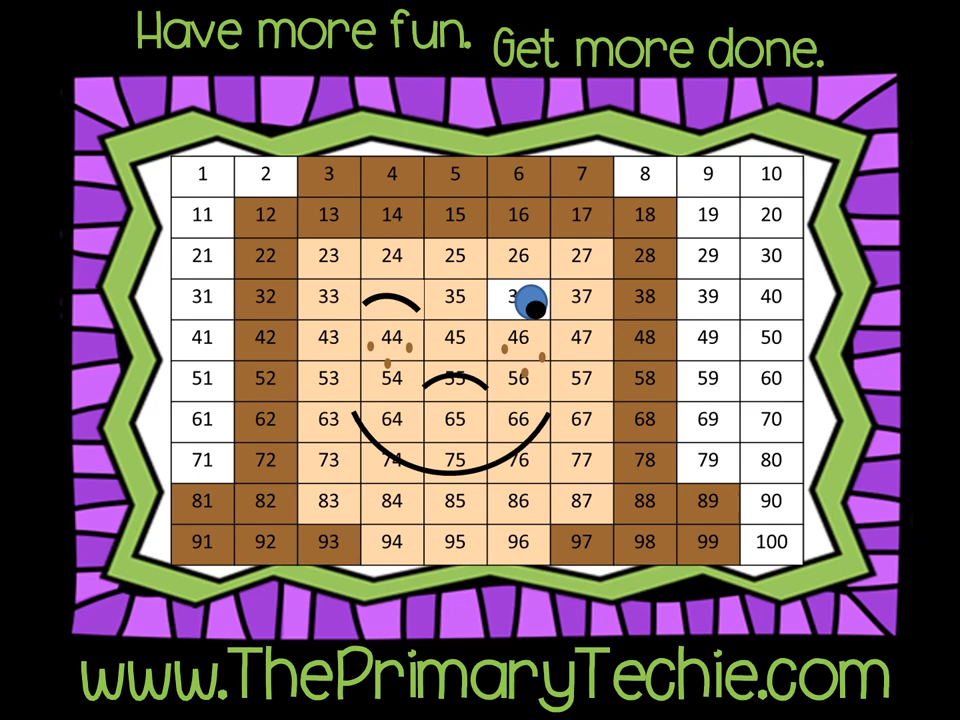 Have more fun. Get more done.
1 2 3 4 5 6 7 8 9 10
11 12 13 14 15 16 17 18 19 20
21 22 23 24 25 26 27 28 29 30
31 32 33 35 37 38 39 40
41 42 43 44 45 46 47 48 49 50
51 52 53 54 55 56 57 58 59 60
61 62 63 64 65 66 67 68 69 70
71 72 73 74 75 76 77 78 79 80
81 82 83 84 85 86 87 88 89 90
91 92 93 94 95 96 97 98 99 100
www.ThePrimaryTechie.com